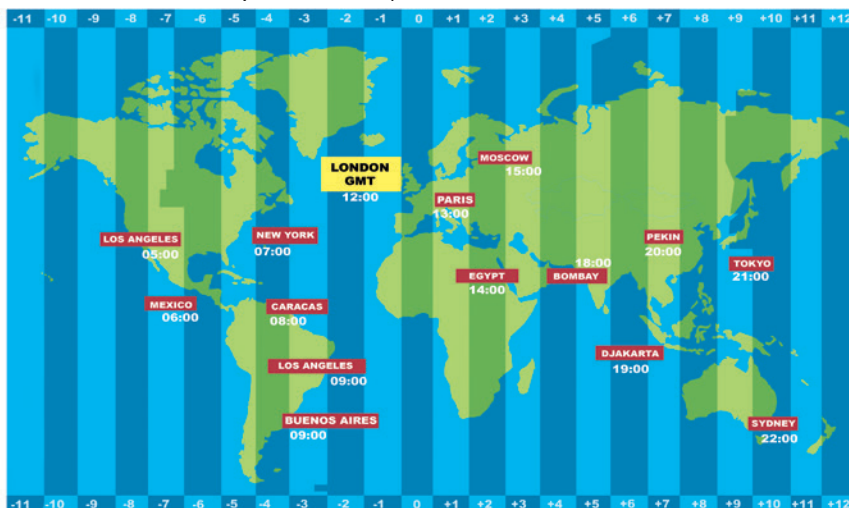 -11 -10 -9 -8 -7 -6 -5 -4 -3 -2 -1 0 +1 +2 +3 +4 +5 +6 +7 +8 +9 +10 +11 +12
MOSCOW
15:00
LONDON
GMT
12:00
PARIS
13:00
LOS ANGELES
05:00
NEW YORK
07:00
PEKIN
20:00
TOKYO
21:00
EGYPT
14:00
18:00
BOMBAY
MEXICO
06:00
CARACAS
08:00
DJAKARTA
19:00
LOS ANGELES
09:00
BUENOS AIRES
09:00
SYDNEY
22:00
-11 -10 -9 -8 -7 -6 -5 -4 -3 -2 -1 0 +1 +2 +3 +4 +5 +6 +7 +8 +9 +10 +11 +12